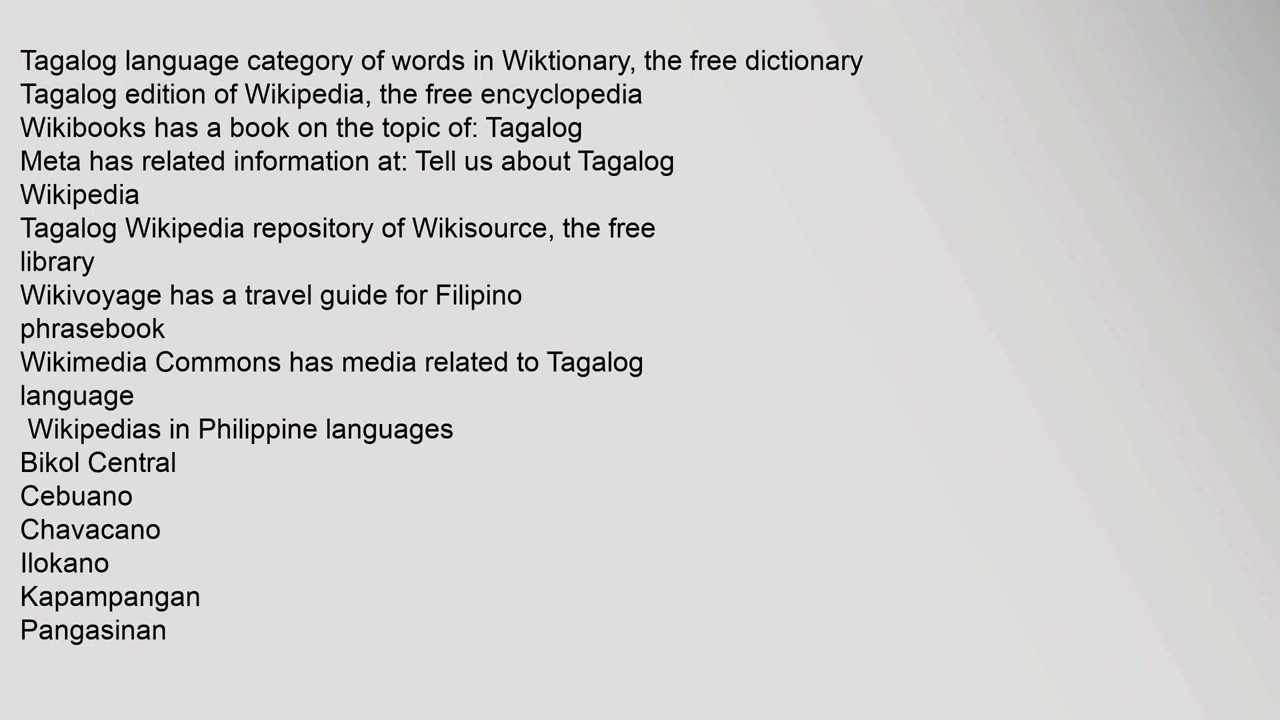 Tagalog language category of words in Wiktionary, the free dictionary
Tagalog edition of Wikipedia, the free encyclopedia
Wikibooks has a book on the topic of: Tagalog
Meta has related information at: Tell us about Tagalog
Wikipedia
Tagalog Wikipedia repository of Wikisource, the free
library
Wikivoyage has a travel guide for Filipino
phrasebook
Wikimedia Commons has media related to Tagalog
language
Wikipedias in Philippine languages
Bikol Central
Cebuano
Chavacano
Ilokano
Kapampangan
Pangasinan